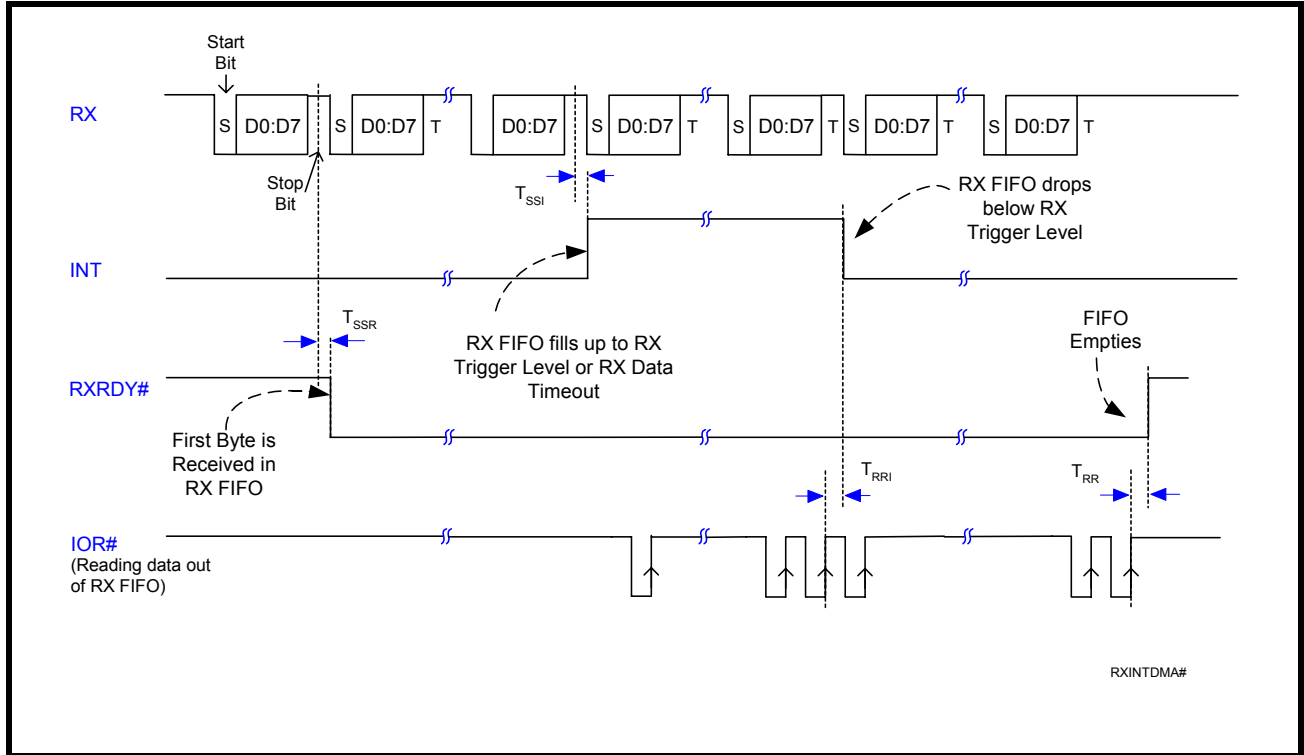 Start
Bit
RX
S D0:D7 S D0:D7 T D0:D7 S D0:D7 T S D0:D7 T S D0:D7 T S D0:D7 T
Stop
Bit
TSSI
RX FIFO drops
below RX
Trigger Level
INT
TSSR
RX FIFO fills up to RX
Trigger Level or RX Data
Timeout
FIFO
Empties
RXRDY#
First Byte is
Received in
RX FIFO
TRRI
TRR
IOR#
(Reading data out
of RX FIFO)
RXINTDMA#